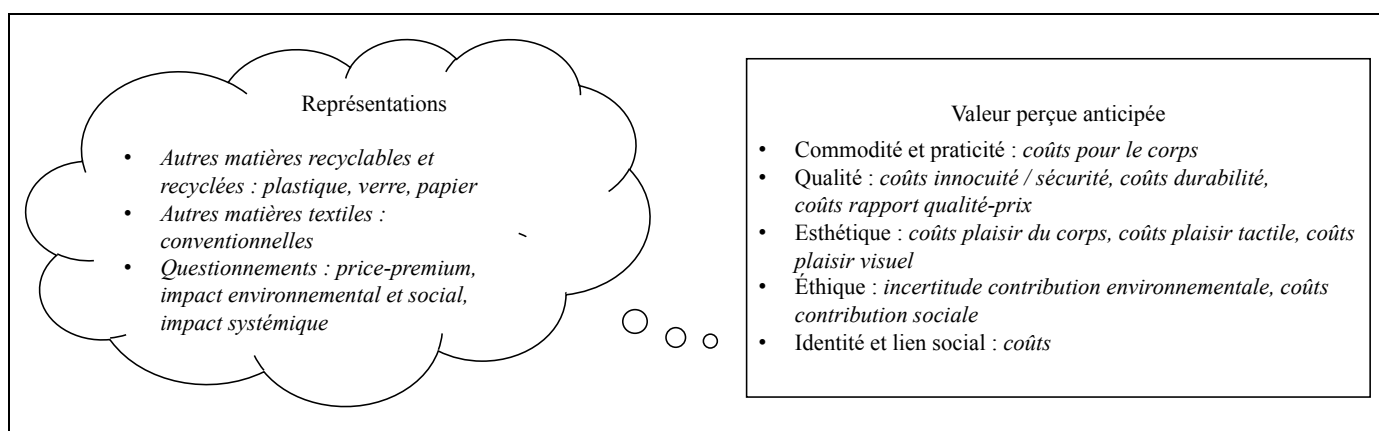 Représentations
• Autres matières recyclables et
recyclées : plastique, verre, papier
• Autres matières textiles :
conventionnelles
• Questionnements : price-premium,
impact environnemental et social,
impact systémique
Valeur perçue anticipée
• Commodité et praticité : coûts pour le corps
• Qualité : coûts innocuité / sécurité, coûts durabilité,
coûts rapport qualité-prix
• Esthétique : coûts plaisir du corps, coûts plaisir tactile, coûts
plaisir visuel
• Éthique : incertitude contribution environnementale, coûts
contribution sociale
• Identité et lien social : coûts